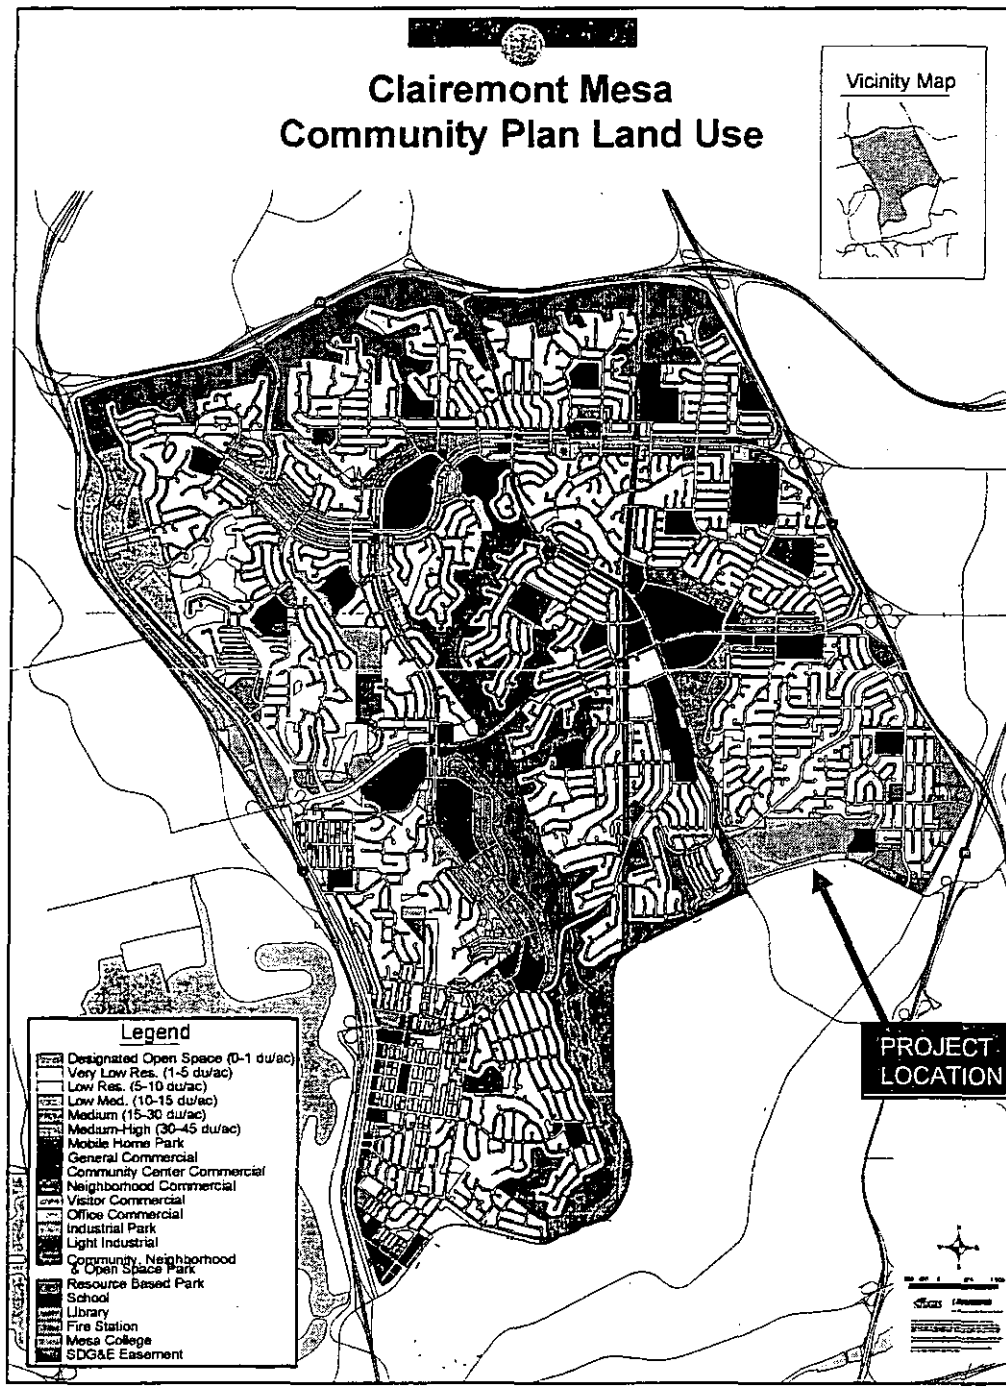 Clairemont Mesa
Community Plan Land Use
Vicinity Map
PROJECT
LOCATION
Legend
Designated Open Space (0-1 du/ac)
Very Low Res. (1-5 du/ac)
Low Res. (5-10 du/ac)
Low Med. (10-15 du/ac)
Medium (15-30 du/ac)
Medium-High (30-45 du/ac)
Mobile Home Park
General Commercial
Community Center Commercial
Neighborhood Commercial
Visitor Commercial
Office Commercial
Industrial Park
Light Industrial
Community, Neighborhood
& Open Space Park
Resource Based Park
School
Library
Fire Station
Mesa College
SDG&E Easement